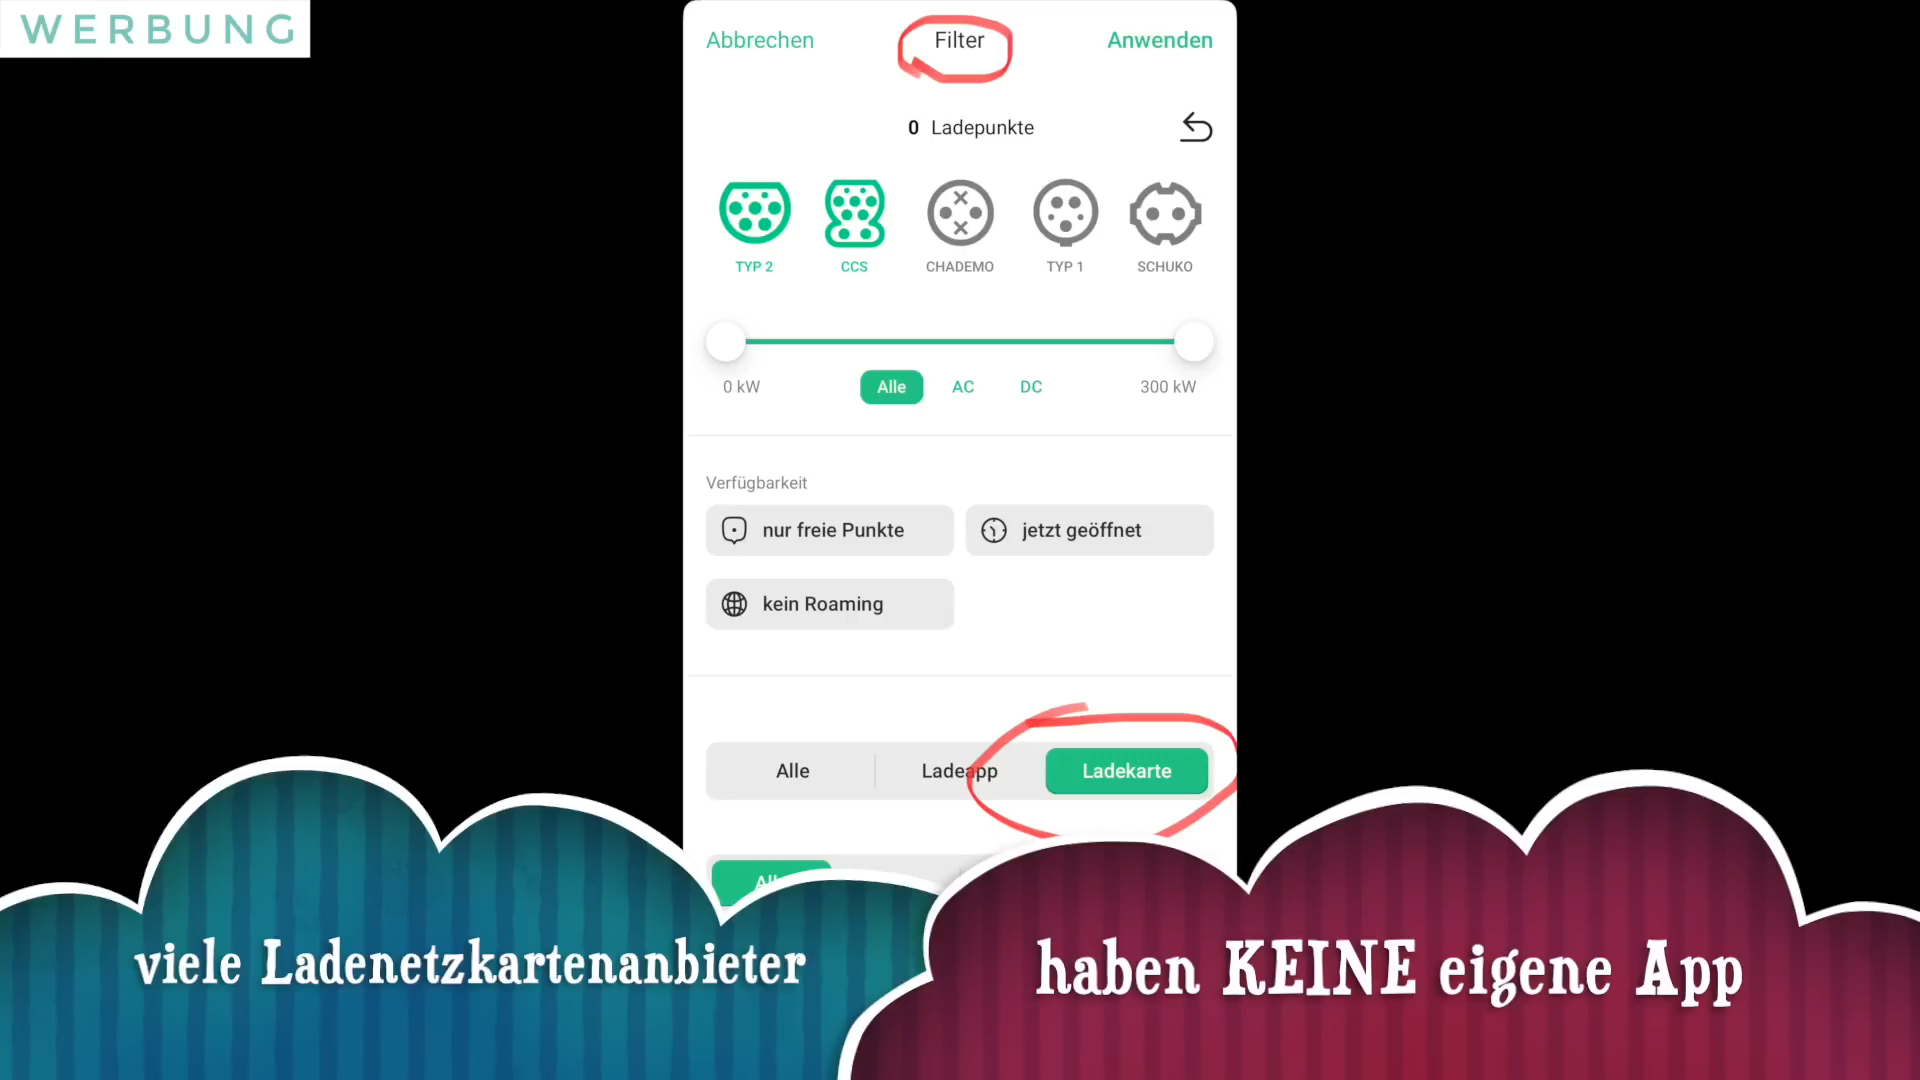 WERBUNG
Abbrechen Filter Anwenden
0 Ladepunkte
TYP 2 CCS CHADEMO TYP 1 SCHUKO
0 kW Alle AC DC 300 kW
Verfügbarkeit
nur freie Punkte jetzt geöffnet
kein Roaming
Alle Ladeapp Ladekarte
viele Ladenetzkartenanbieter
haben KEINE eigene App